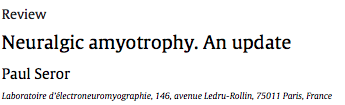 Review
Neuralgic amyotrophy. An update
Paul Seror
Laboratoire d'électroneuromyographie, 146, avenue Ledru-Rollin, 75011 Paris, France